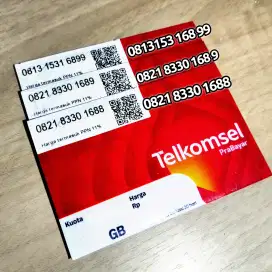 0813 1531 6899
Harga termasuk PPN 11%
0813153 168 99
0821 8330 1689
Harga termasuk PPN 11%
0821 8330 168 9
0821 8330 1688
Harga termasuk PPN 11%
0821 8330 1688
Telkomsel
PraBayar
Kuota
GB
Harga
Rp